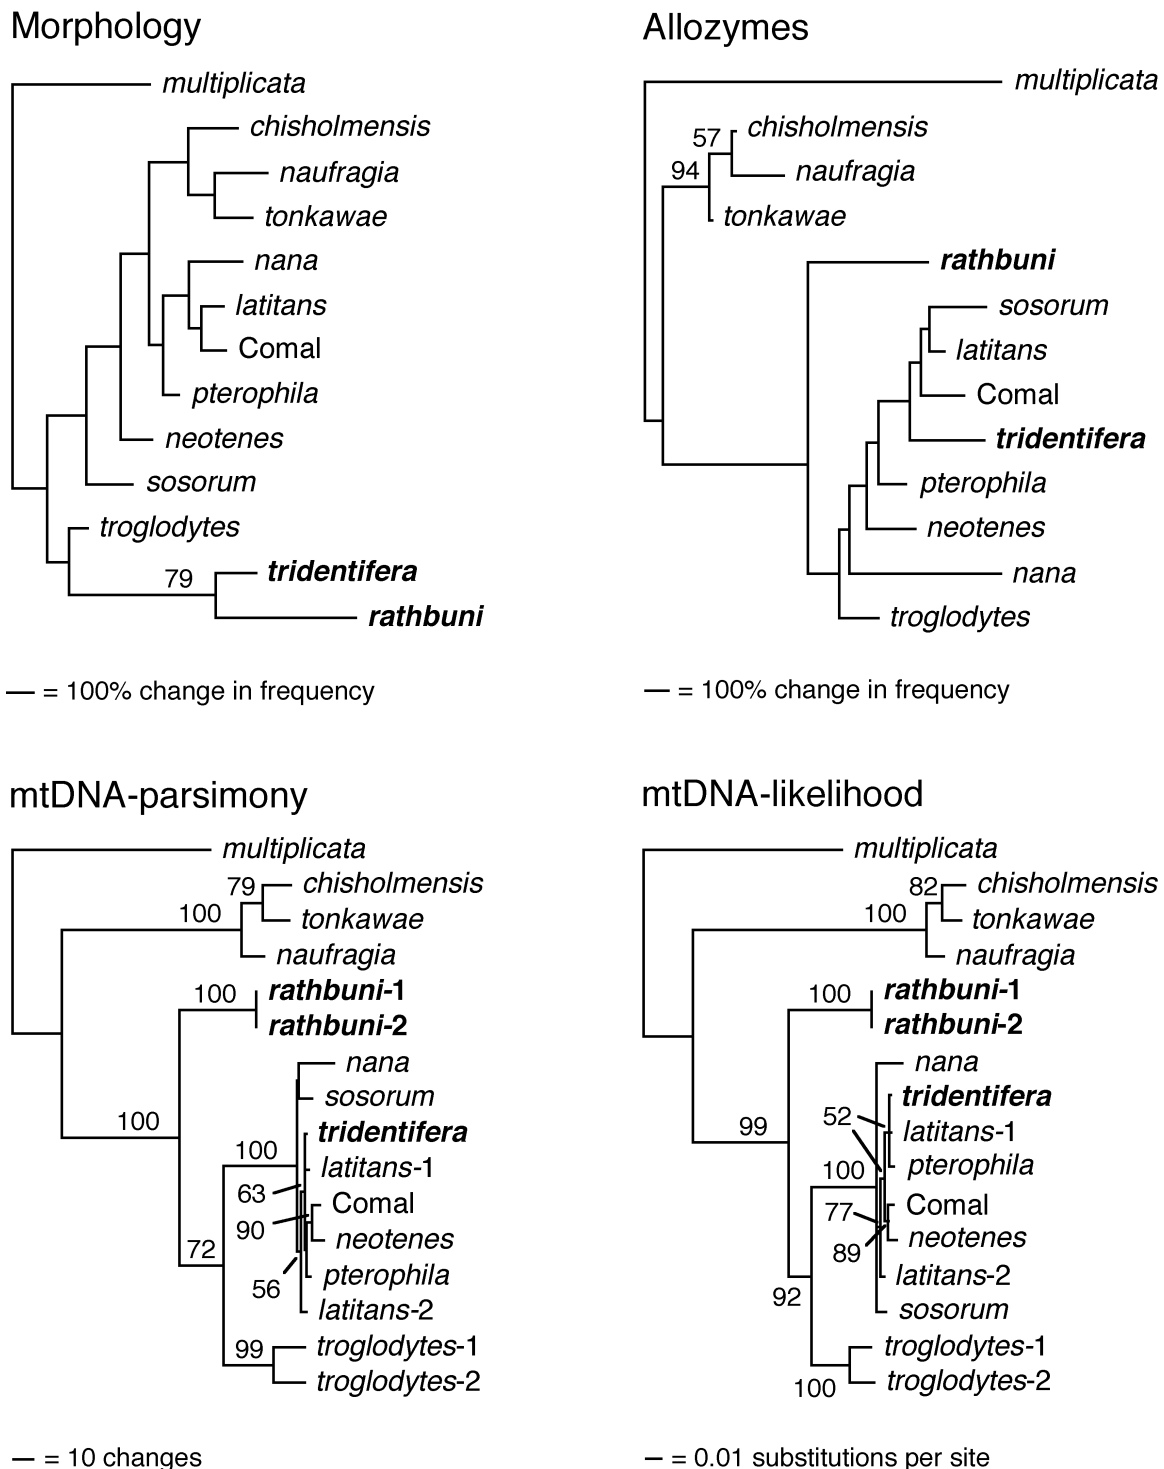 Morphology
multiplicata
chisholmensis
naufragia
tonkawae
nana
latitans
Comal
pterophila
neotenes
sosorum
troglodytes
79
tridentifera
rathbuni
— = 100% change in frequency
Allozymes
multiplicata
57
chisholmensis
94
naufragia
tonkawae
rathbuni
sosorum
latitans
Comal
tridentifera
pterophila
neotenes
nana
troglodytes
— = 100% change in frequency
mtDNA-parsimony
multiplicata
79
chisholmensis
100
tonkawae
naufragia
100
rathbuni-1
rathbuni-2
nana
sosorum
100
tridentifera
100
latitans-1
63
Comal
90
neotenes
72
pterophila
56
latitans-2
99
troglodytes-1
troglodytes-2
— = 10 changes
mtDNA-likelihood
multiplicata
82
chisholmensis
100
tonkawae
naufragia
100
rathbuni-1
rathbuni-2
nana
tridentifera
52
99
latitans-1
100
pterophila
77
Comal
89
neotenes
latitans-2
92
sosorum
troglodytes-1
100
troglodytes-2
— = 0.01 substitutions per site